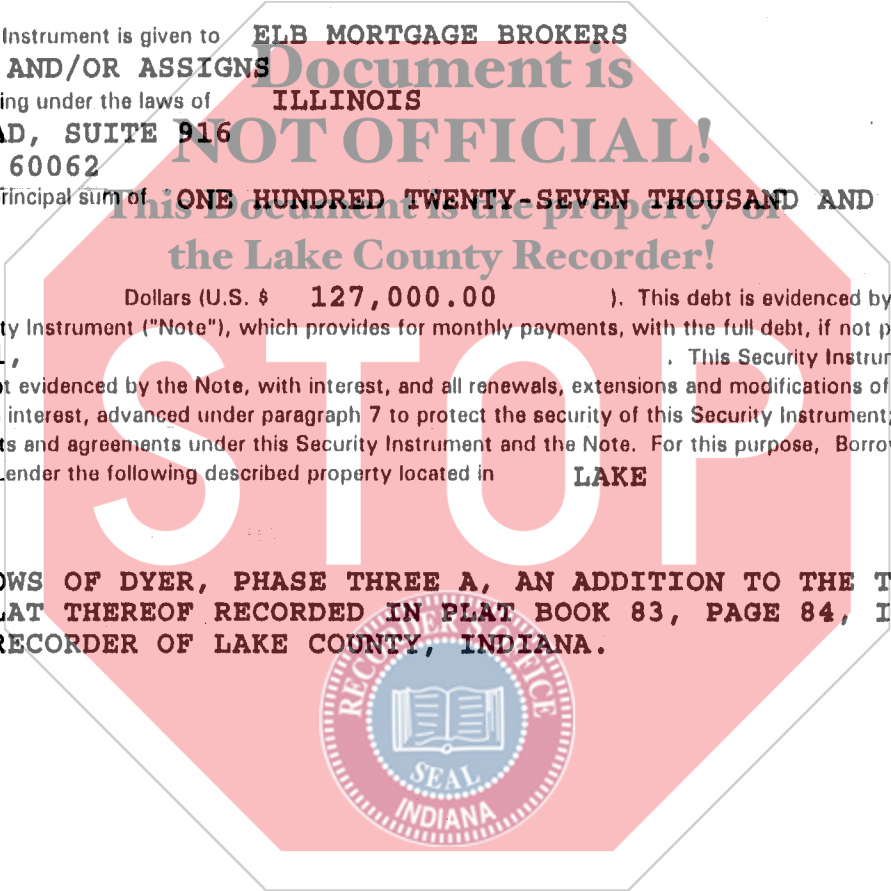 Instrument is given to ELB MORTGAGE BROKERS
AND/OR ASSIGNS
Document is
ing under the laws of ILLINOIS
AD, SUITE 916
NOT OFFICIAL!
60062
rincipal sum of ONE HUNDRED TWENTY-SEVEN THOUSAND AND
This Document is the property of
the Lake County Recorder!
Dollars (U.S. $ 127,000.00 ). This debt is evidenced by
ty Instrument ("Note"), which provides for monthly payments, with the full debt, if not p
, . This Security Instrum
t evidenced by the Note, with interest, and all renewals, extensions and modifications of
interest, advanced under paragraph 7 to protect the security of this Security Instrument;
ts and agreements under this Security Instrument and the Note. For this purpose, Borrow
Lender the following described property located in LAKE
STOP
OWS OF DYER, PHASE THREE A, AN ADDITION TO THE T
LAT THEREOF RECORDED IN PLAT BOOK 83, PAGE 84, I
RECORDER OF LAKE COUNTY, INDIANA.
RECORDER'S OFFICE
SEAL
INDIANA